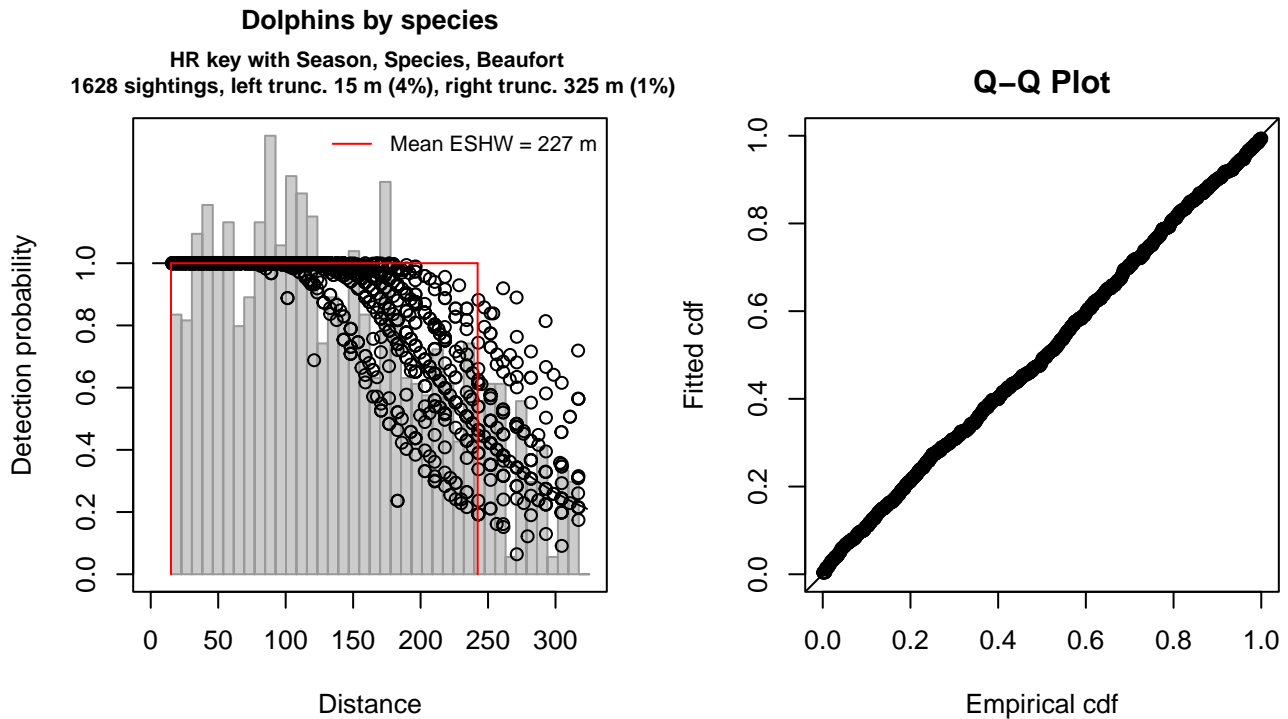 Dolphins by species
HR key with Season, Species, Beaufort
1628 sightings, left trunc. 15 m (4%), right trunc. 325 m (1%)
Mean ESHW = 227 m
Detection probability
1.0
0.8
0.6
0.4
0.2
0.0
0 50 100 150 200 250 300
Distance
Q−Q Plot
Fitted cdf
1.0
0.8
0.6
0.4
0.2
0.0
0.0 0.2 0.4 0.6 0.8 1.0
Empirical cdf